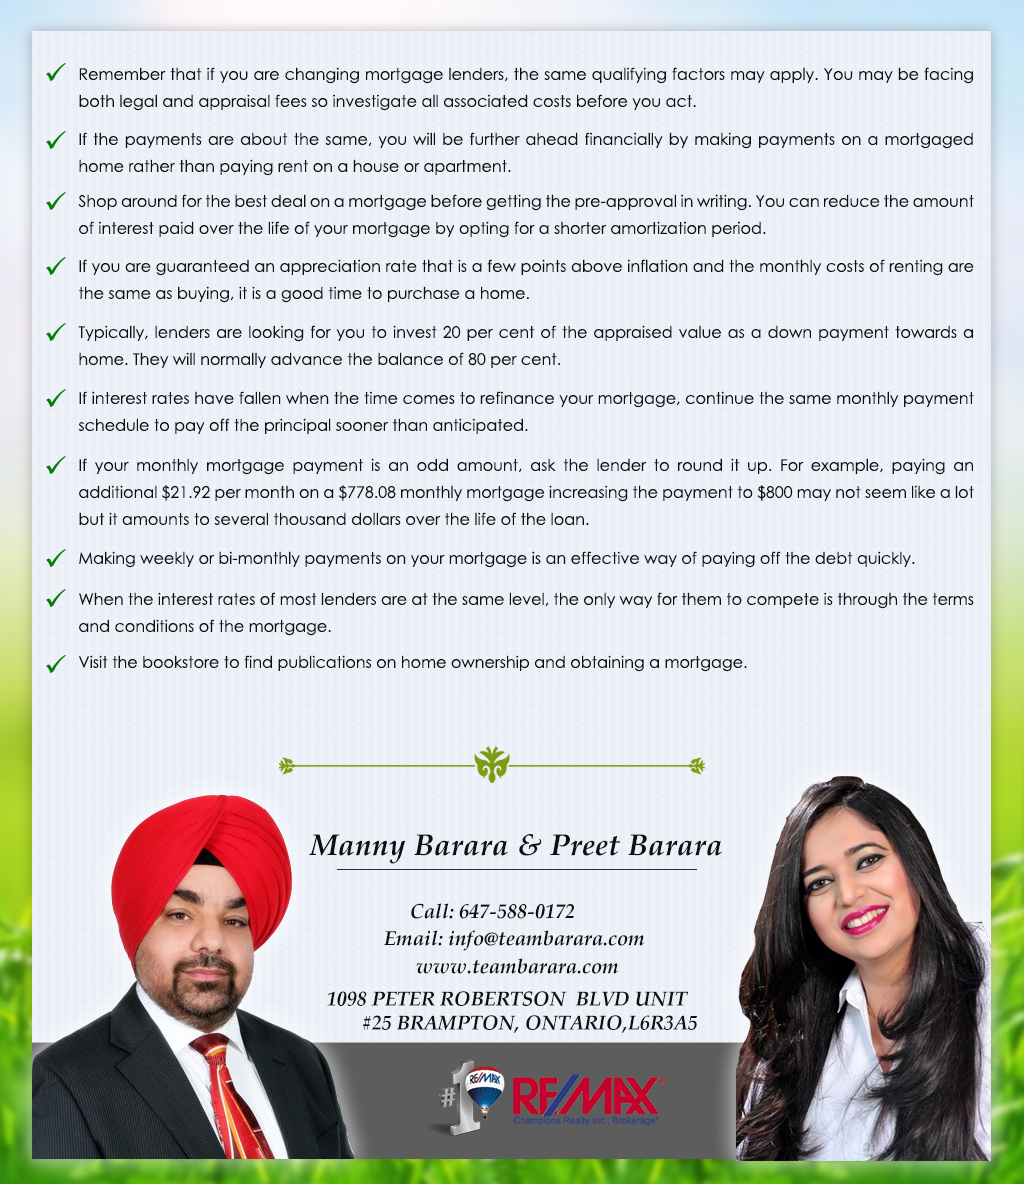 Remember that if you are changing mortgage lenders, the same qualifying factors may apply. You may be facing
both legal and appraisal fees so investigate all associated costs before you act.
If the payments are about the same, you will be further ahead financially by making payments on a mortgaged
home rather than paying rent on a house or apartment.
Shop around for the best deal on a mortgage before getting the pre-approval in writing. You can reduce the amount
of interest paid over the life of your mortgage by opting for a shorter amortization period.
If you are guaranteed an appreciation rate that is a few points above inflation and the monthly costs of renting are
the same as buying, it is a good time to purchase a home.
Typically, lenders are looking for you to invest 20 per cent of the appraised value as a down payment towards a
home. They will normally advance the balance of 80 per cent.
If interest rates have fallen when the time comes to refinance your mortgage, continue the same monthly payment
schedule to pay off the principal sooner than anticipated.
If your monthly mortgage payment is an odd amount, ask the lender to round it up. For example, paying an
additional $21.92 per month on a $778.08 monthly mortgage increasing the payment to $800 may not seem like a lot
but it amounts to several thousand dollars over the life of the loan.
Making weekly or bi-monthly payments on your mortgage is an effective way of paying off the debt quickly.
When the interest rates of most lenders are at the same level, the only way for them to compete is through the terms
and conditions of the mortgage.
Visit the bookstore to find publications on home ownership and obtaining a mortgage.
Manny Barara & Preet Barara
Call: 647-588-0172
Email: info@teambarara.com
www.teambarara.com
1098 PETER ROBERTSON BLVD UNIT
#25 BRAMPTON, ONTARIO,L6R3A5
#1 RE/MAX RE/MAX
Champions Realty Inc., Brokerage*